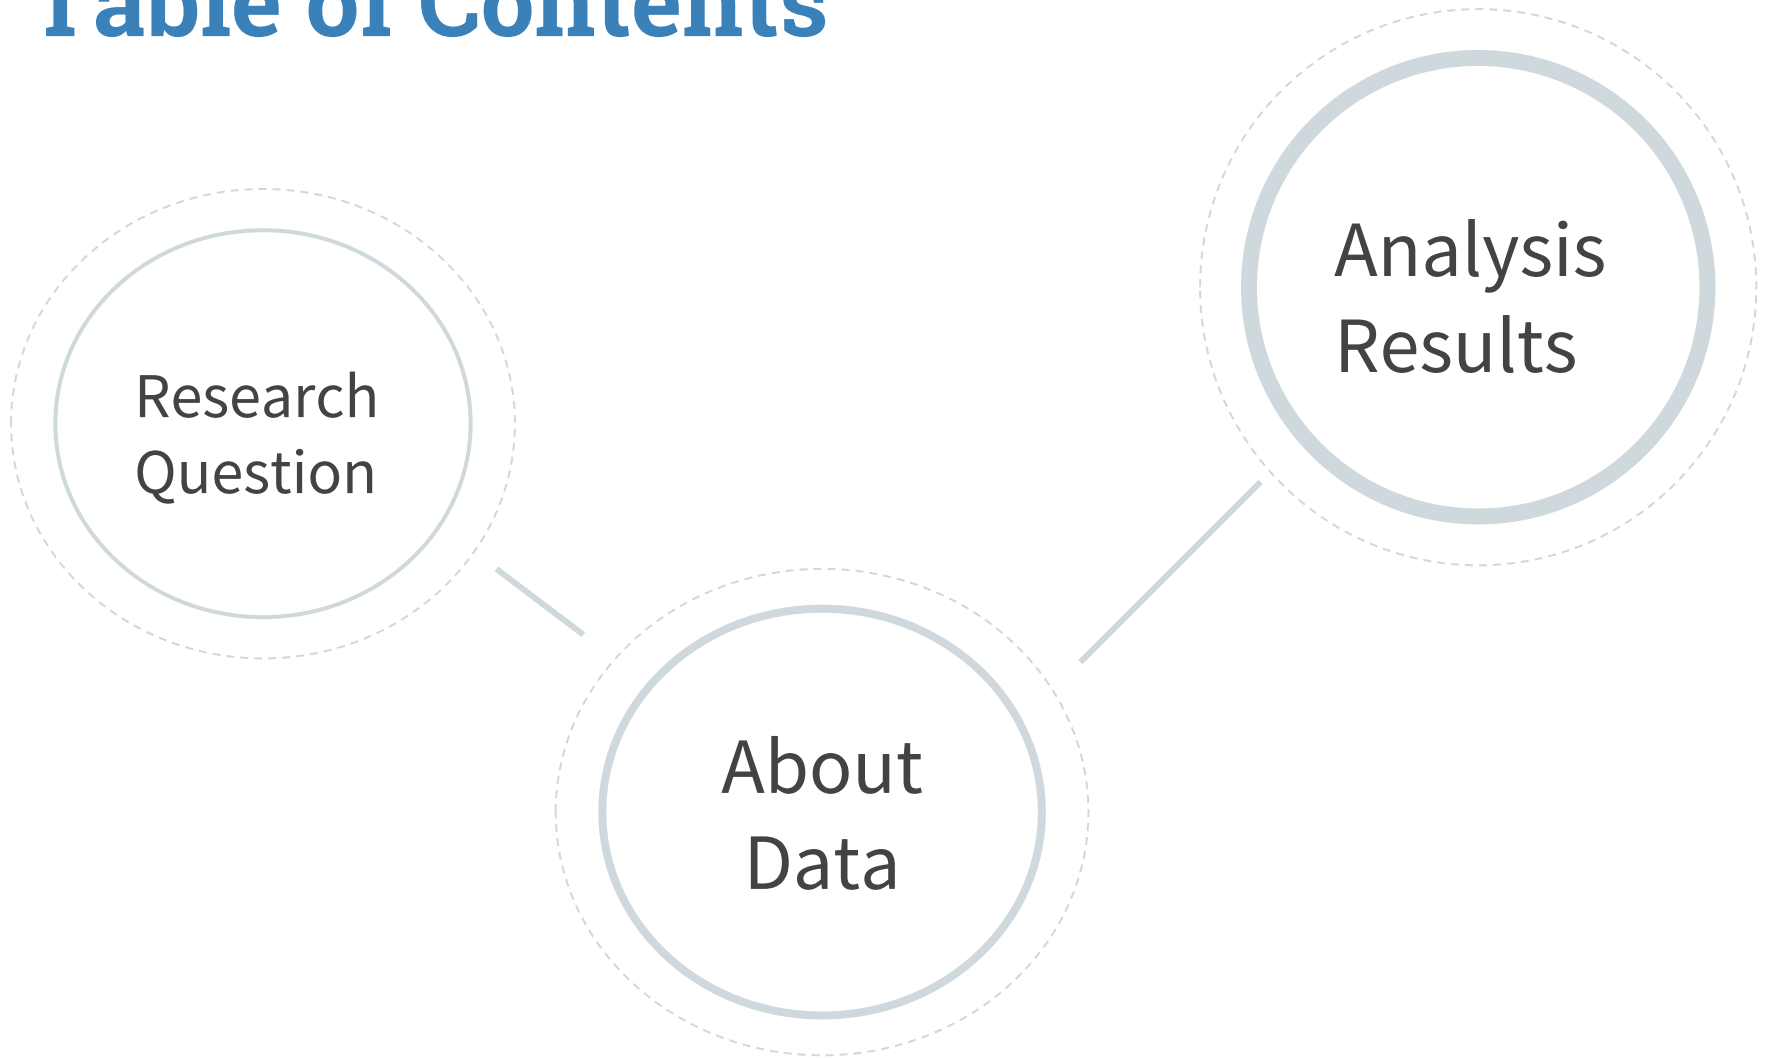 Table of Contents
Research
Question
About
Data
Analysis
Results